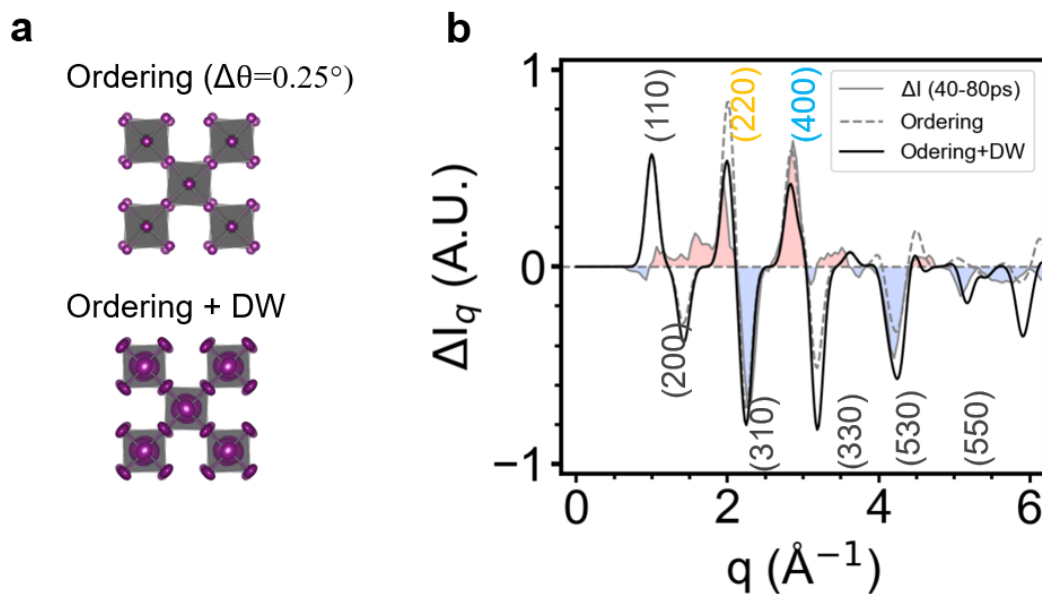 a
Ordering (Δθ=0.25°)
Ordering + DW
b
1
0
−1
ΔI_q (A.U.)
(110)
(220)
(400)
ΔI (40-80ps)
Ordering
Odering+DW
(200)
(310)
(330)
(530)
(550)
0
2
4
6
q (Å⁻¹)